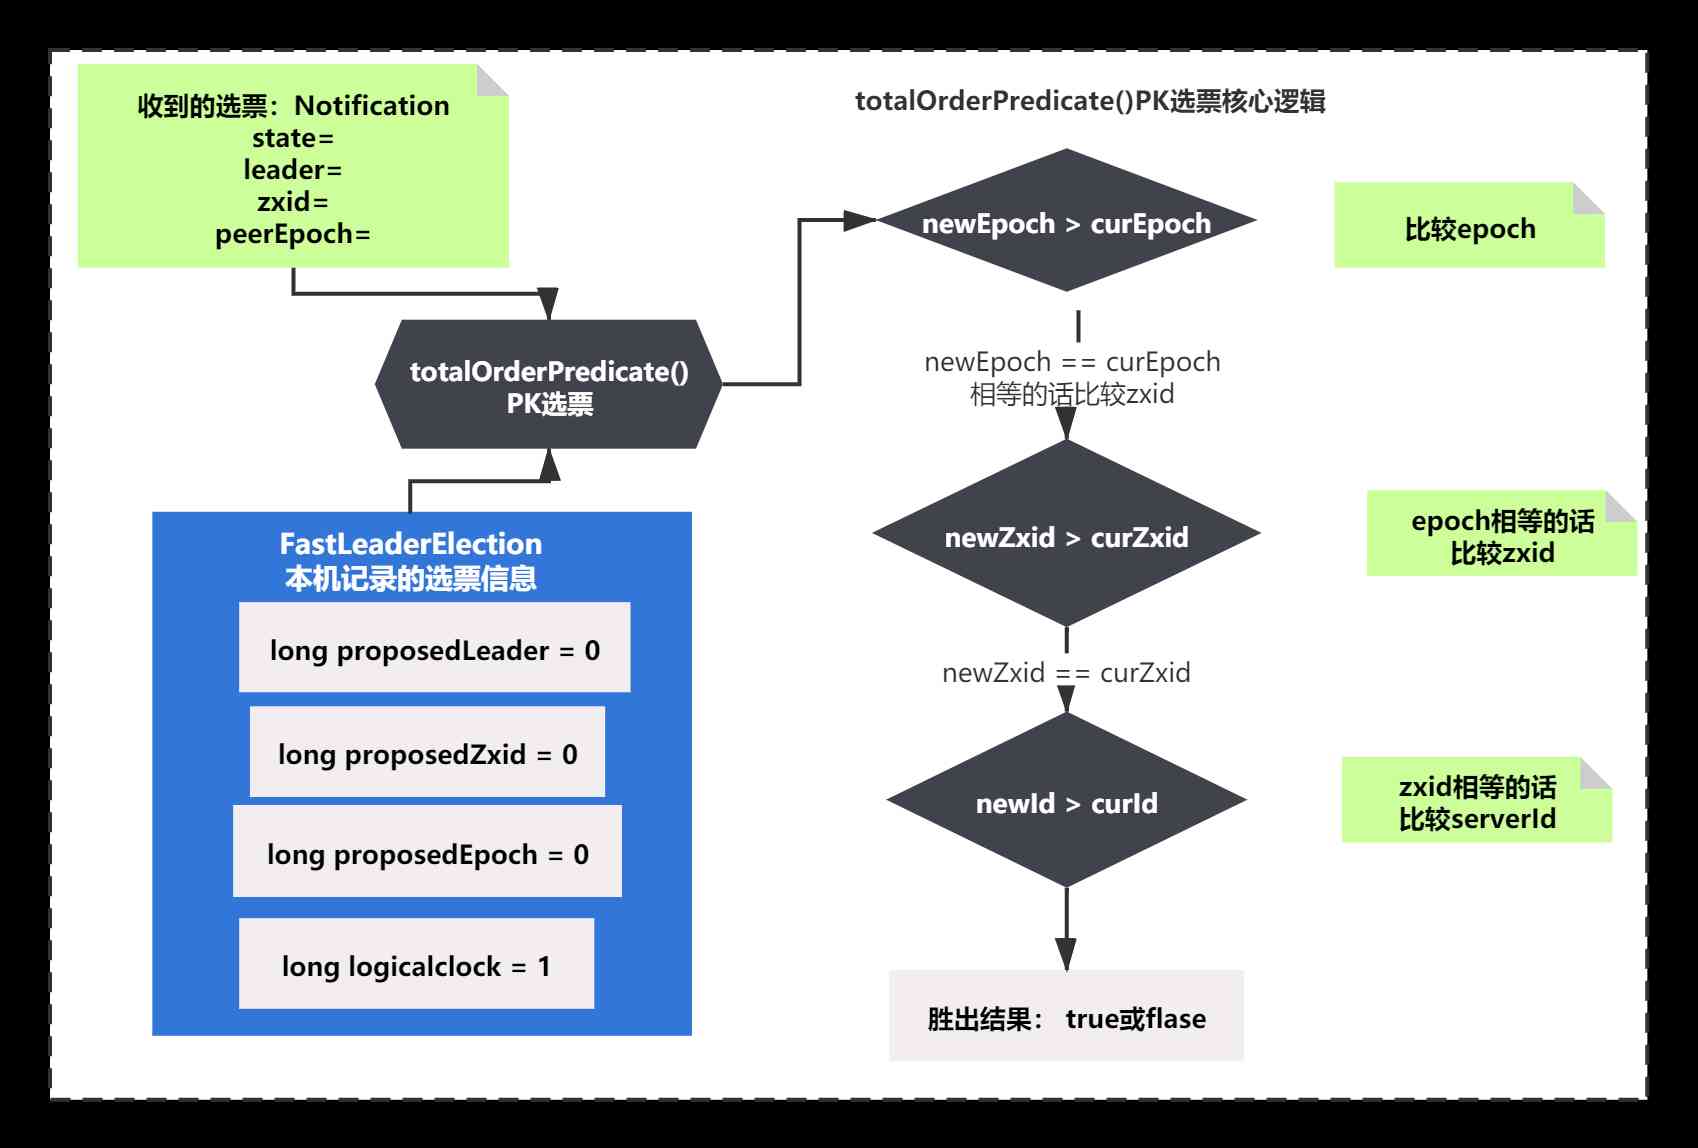 收到的选票：Notification
state=
leader=
zxid=
peerEpoch=
totalOrderPredicate()
PK选票
FastLeaderElection
本机记录的选票信息
long proposedLeader = 0
long proposedZxid = 0
long proposedEpoch = 0
long logicalclock = 1
totalOrderPredicate()PK选票核心逻辑
newEpoch > curEpoch
比较epoch
newEpoch == curEpoch
相等的话比较zxid
newZxid > curZxid
epoch相等的话
比较zxid
newZxid == curZxid
newId > curId
zxid相等的话
比较serverId
胜出结果： true或flase